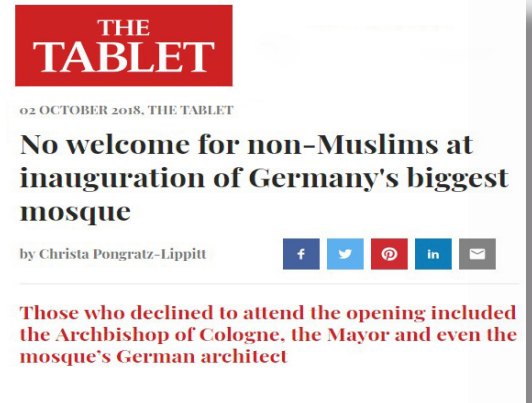 THE
TABLET
02 OCTOBER 2018, THE TABLET
No welcome for non-Muslims at
inauguration of Germany's biggest
mosque
by Christa Pongratz-Lippitt
f
in
Those who declined to attend the opening included
the Archbishop of Cologne, the Mayor and even the
mosque's German architect